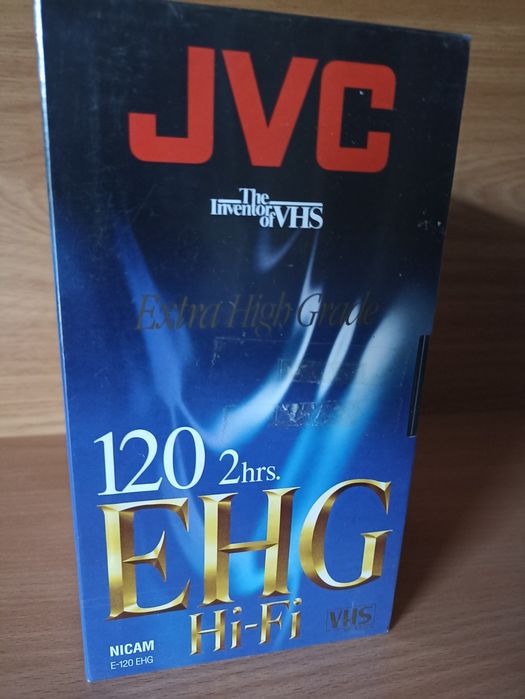 JVC
The
Inventor
of VHS
Extra High Grade
120 2hrs.
EHG
Hi-Fi
VHS
NICAM
E-120 EHG